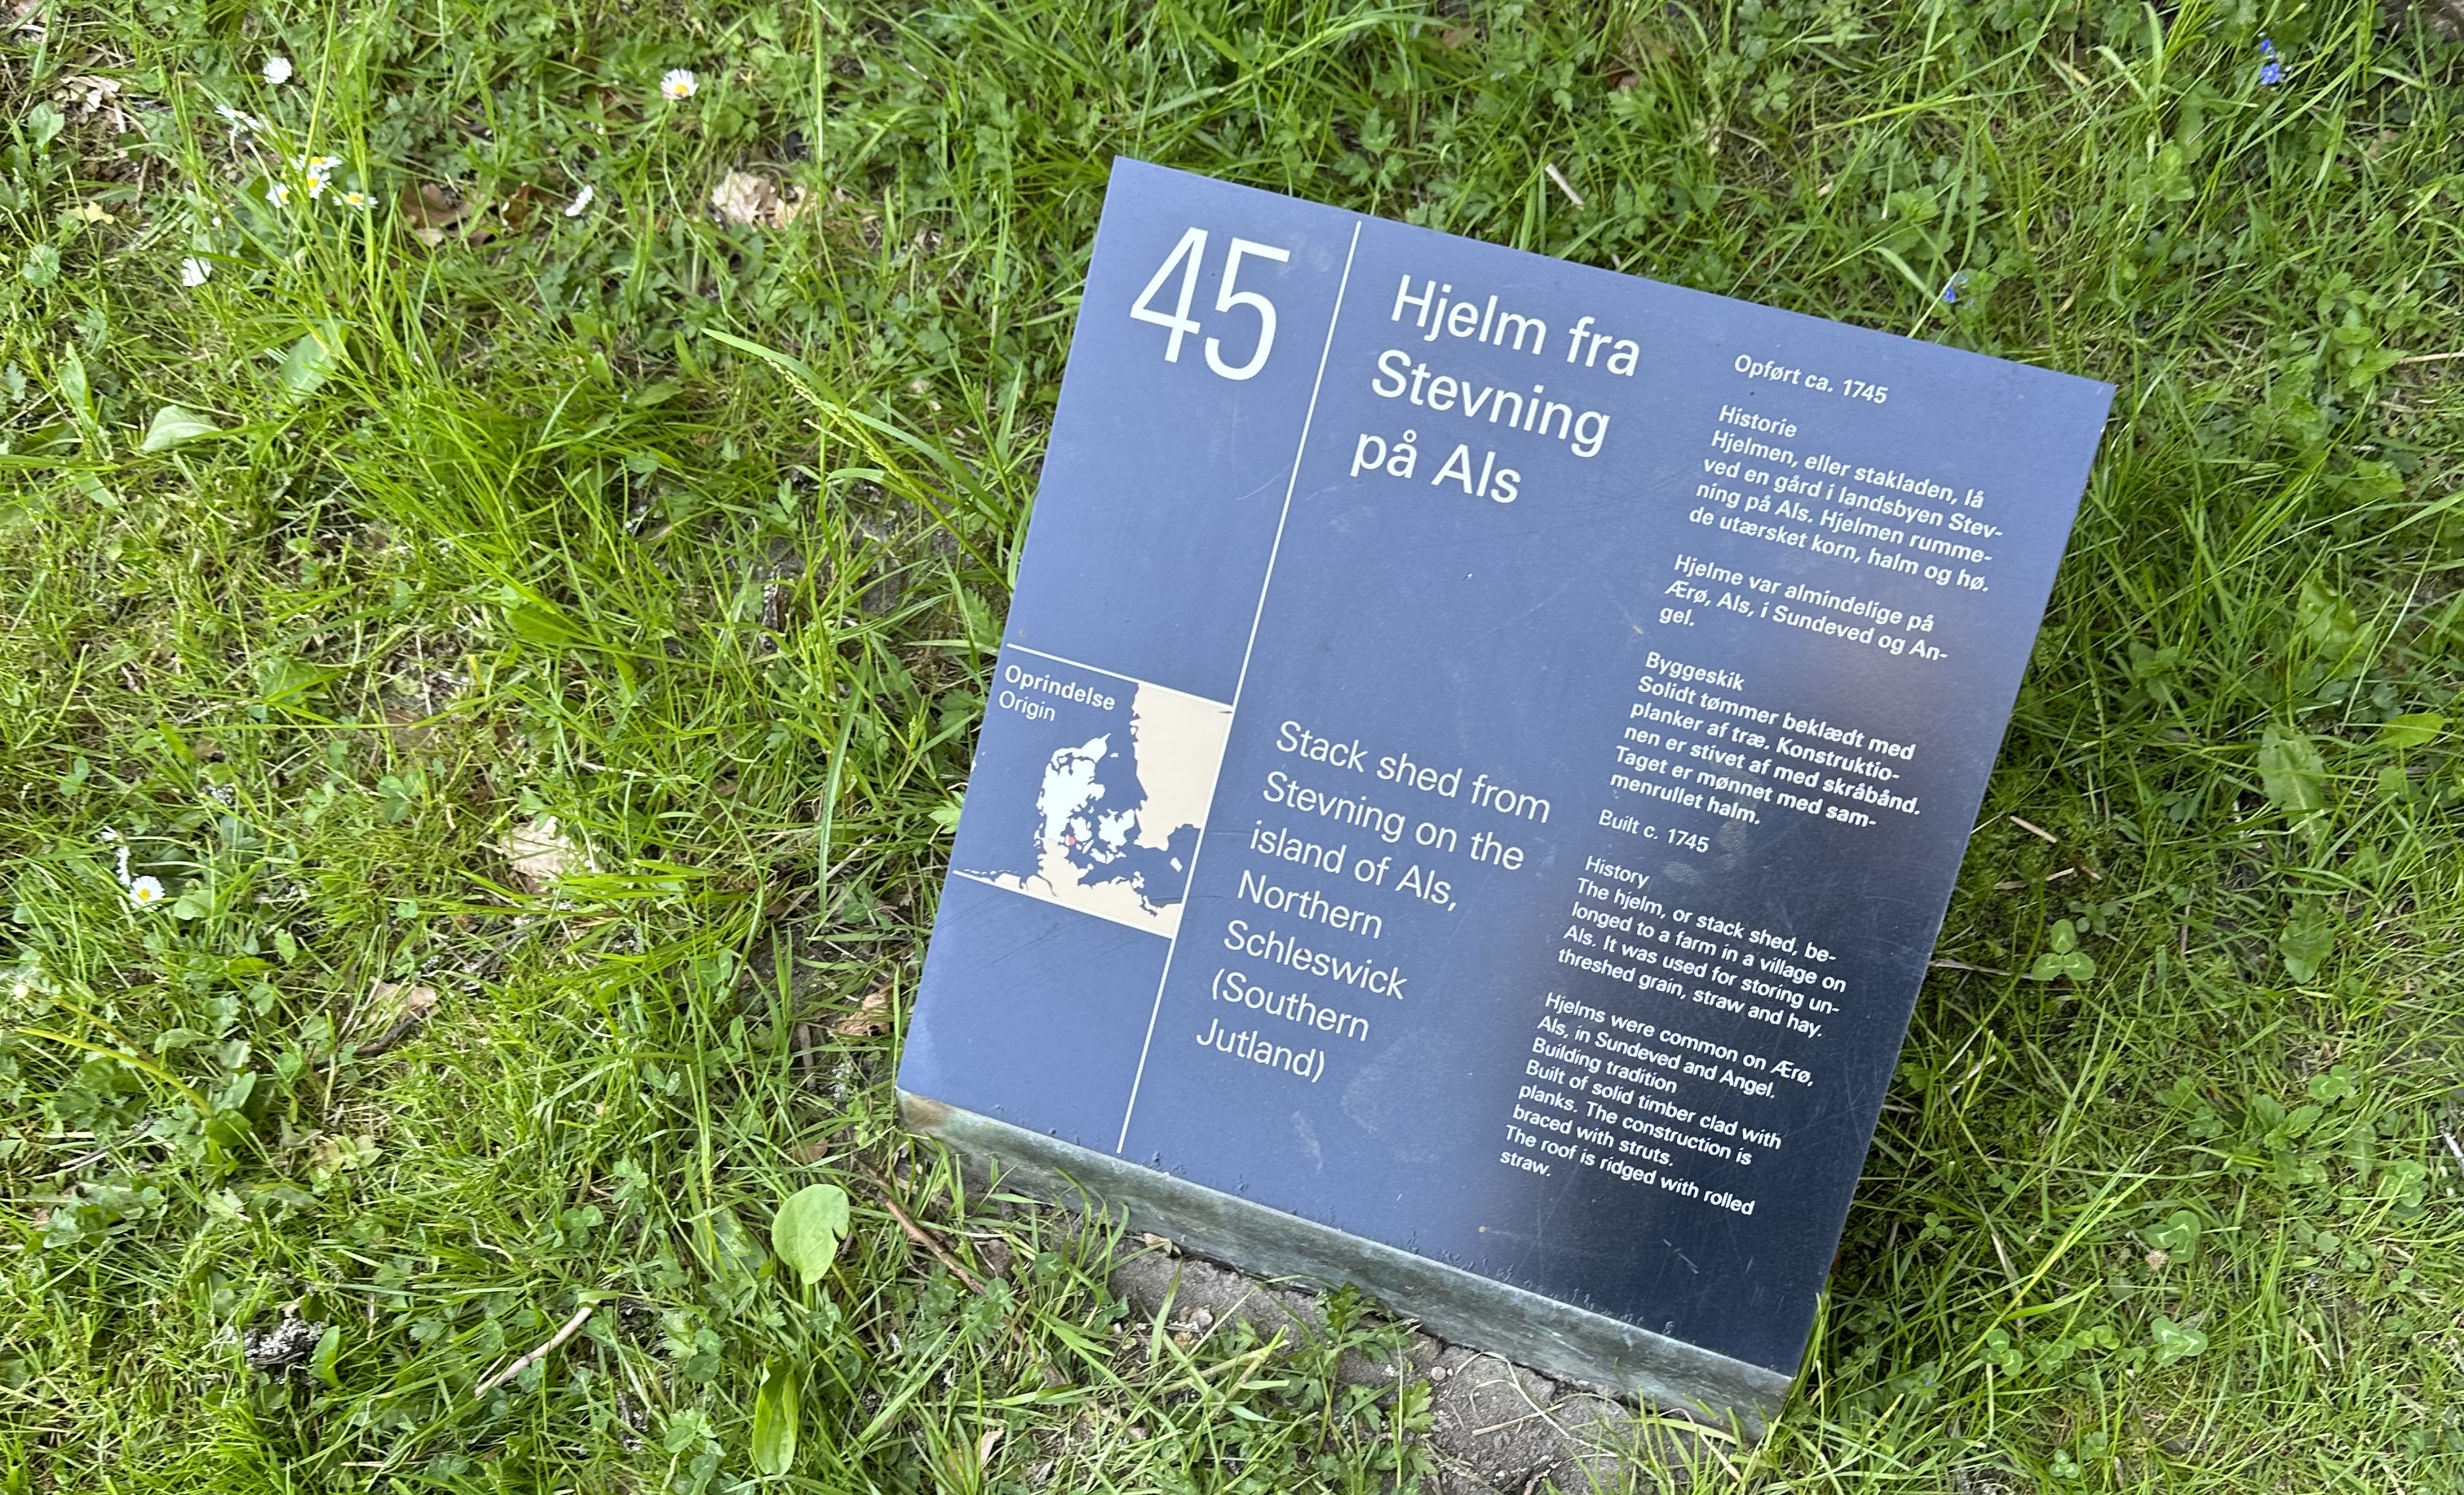 45
Hjelm fra
Stevning
på Als
Opført ca. 1745
Historie
Hjelmen, eller stakladen, lå
ved en gård i landsbyen Stev-
ning på Als. Hjelmen rumme-
de utærsket korn, halm og hø.
Hjelme var almindelige på
Ærø, Als, i Sundeved og An-
gel.
Byggeskik
Solidt tømmer beklædt med
planker af træ. Konstruktio-
nen er stivet af med skråbånd.
Taget er mønnet med sam-
menrullet halm.
Oprindelse
Origin
Stack shed from
Stevning on the
island of Als,
Northern
Schleswick
(Southern
Jutland)
Built c. 1745
History
The hjelm, or stack shed, be-
longed to a farm in a village on
Als. It was used for storing un-
threshed grain, straw and hay.
Hjelms were common on Ærø,
Als, in Sundeved and Angel.
Building tradition
Built of solid timber clad with
planks. The construction is
braced with struts.
The roof is ridged with rolled
straw.